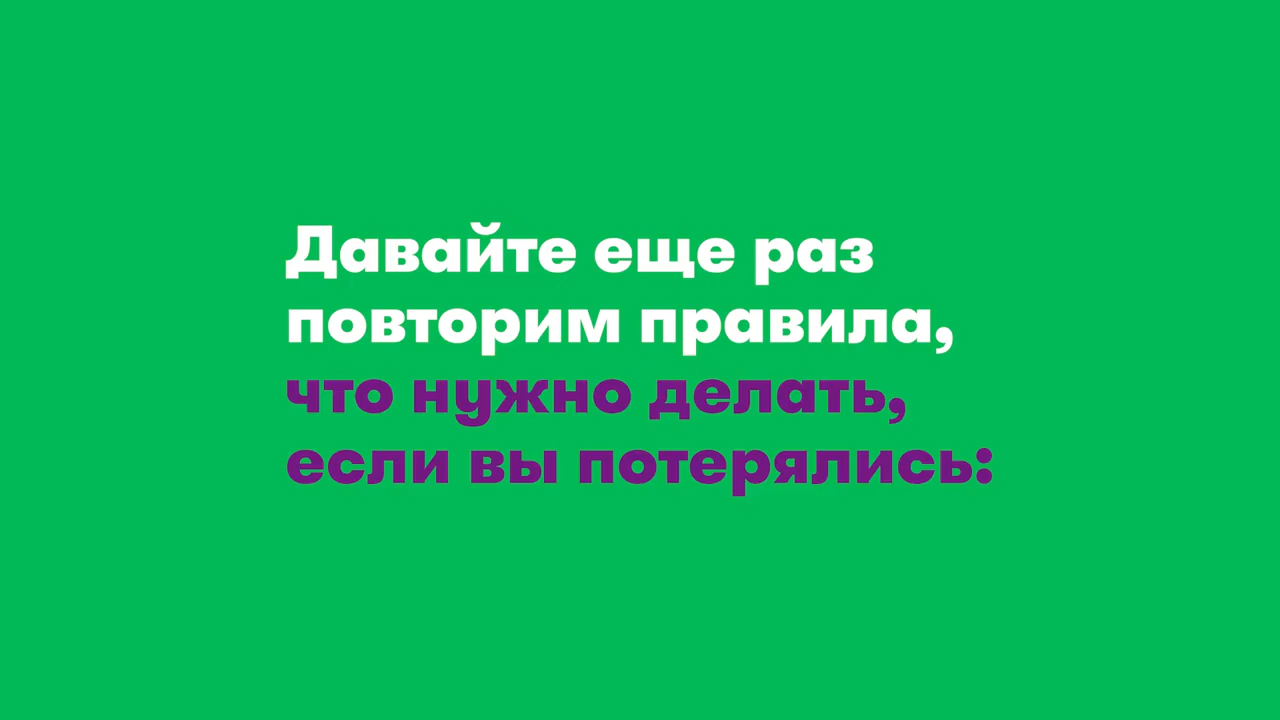 Давайте еще раз
повторим правила,
что нужно делать,
если вы потерялись: